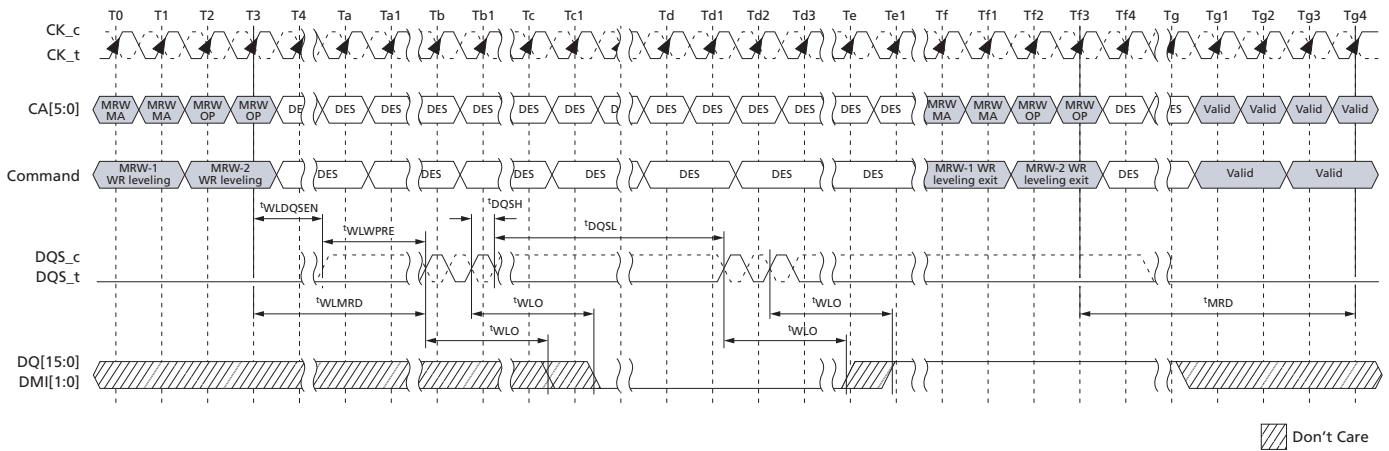 T0 T1 T2 T3 T4 Ta Ta1 Tb Tb1 Tc Tc1 Td Td1 Td2 Td3 Te Te1 Tf Tf1 Tf2 Tf3 Tf4 Tg Tg1 Tg2 Tg3 Tg4
CK_c
CK_t
CA[5:0] MRW MA MRW MA MRW OP MRW OP DES DES DES DES DES DES DES DES DES DES DES DES DES MRW MA MRW MA MRW OP MRW OP DES ES Valid Valid Valid Valid
Command MRW-1 WR leveling MRW-2 WR leveling DES DES DES DES DES DES DES MRW-1 WR leveling exit MRW-2 WR leveling exit DES Valid Valid
tWLDQSEN tDQSH
tWLWPRE tDQSL
DQS_c
DQS_t
tWLMRD tWLO tWLO tMRD
tWLO tWLO
DQ[15:0]
DMI[1:0]
Don't Care